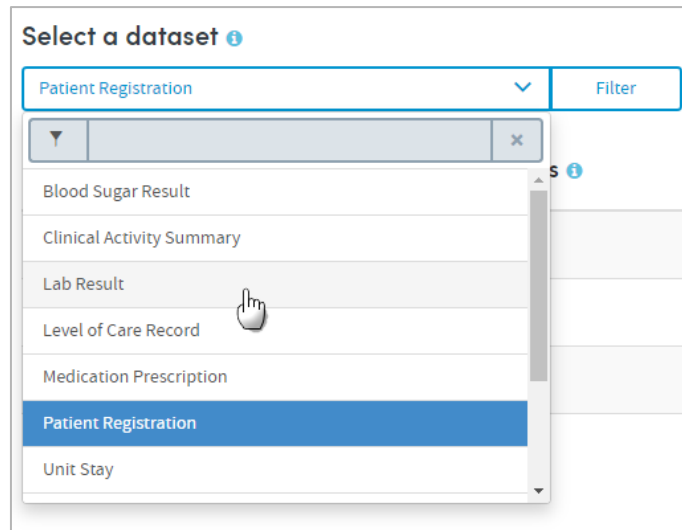 Select a dataset
Patient Registration
Filter
s
Blood Sugar Result
Clinical Activity Summary
Lab Result
Level of Care Record
Medication Prescription
Patient Registration
Unit Stay